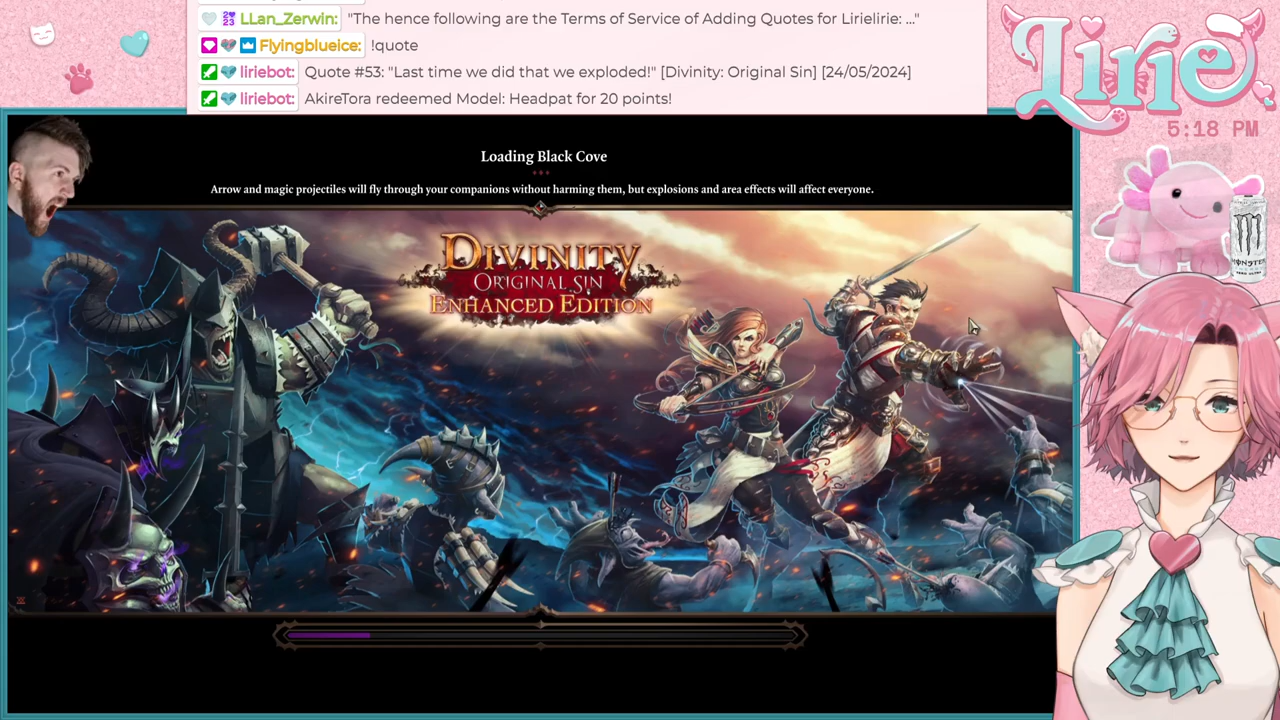 LLan_Zerwin: "The hence following are the Terms of Service of Adding Quotes for Lirielirie: ..."
Flyingblueice: !quote
liriebot: Quote #53: "Last time we did that we exploded!" [Divinity: Original Sin] [24/05/2024]
liriebot: AkireTora redeemed Model: Headpat for 20 points!
Lirie
5:18 PM
Loading Black Cove
Arrow and magic projectiles will fly through your companions without harming them, but explosions and area effects will affect everyone.
DIVINITY
ORIGINAL SIN
ENHANCED EDITION
MONSTER